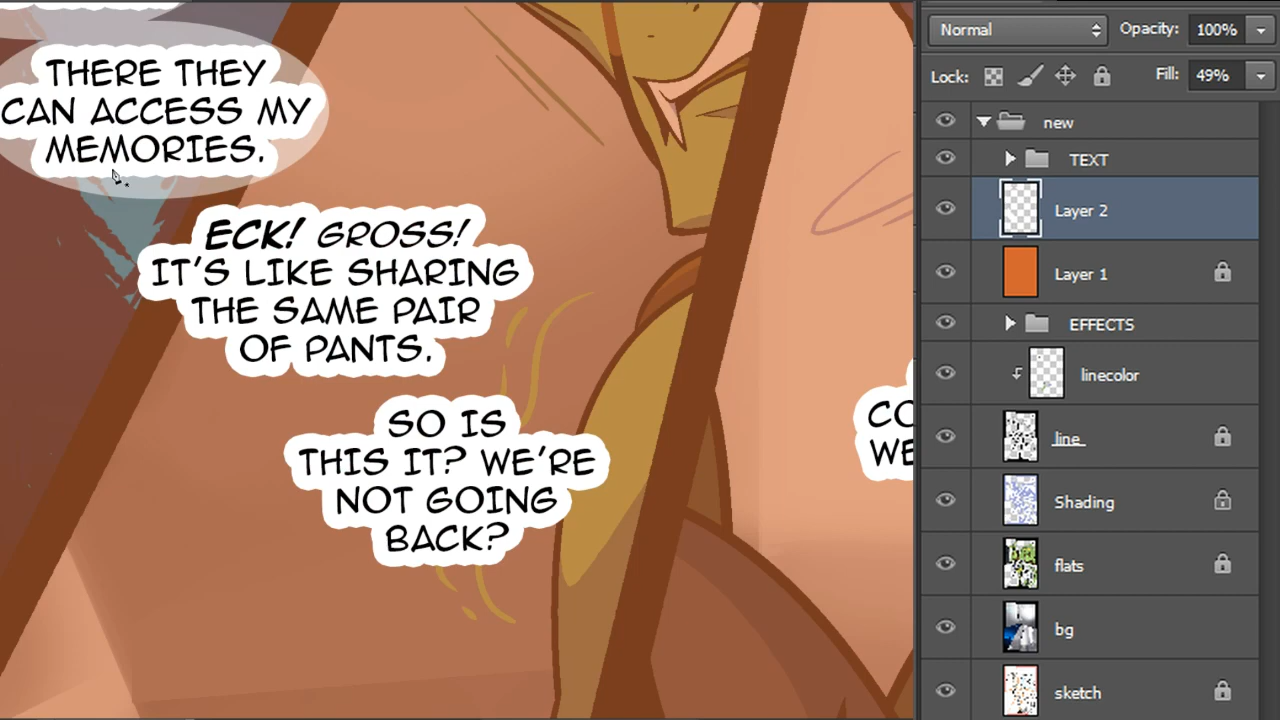 THERE THEY
CAN ACCESS MY
MEMORIES.
ECK! GROSS!
IT'S LIKE SHARING
THE SAME PAIR
OF PANTS.
SO IS
THIS IT? WE'RE
NOT GOING
BACK?
CO
WE
Normal
Opacity: 100%
Lock:
Fill: 49%
new
TEXT
Layer 2
Layer 1
EFFECTS
linecolor
line
Shading
flats
bg
sketch